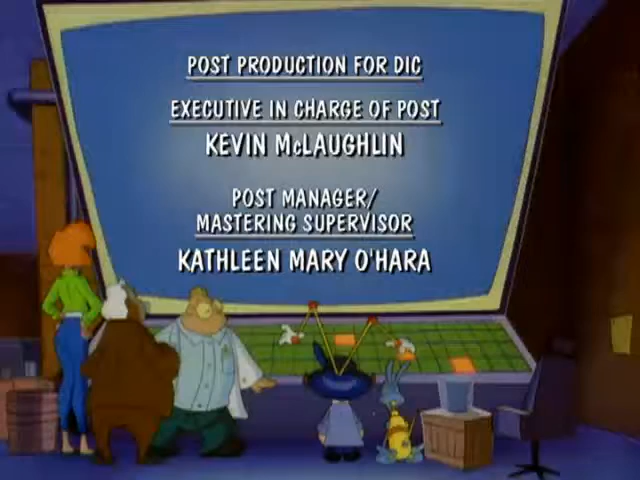 POST PRODUCTION FOR DIC
EXECUTIVE IN CHARGE OF POST
KEVIN McLAUGHLIN
POST MANAGER/
MASTERING SUPERVISOR
KATHLEEN MARY O'HARA